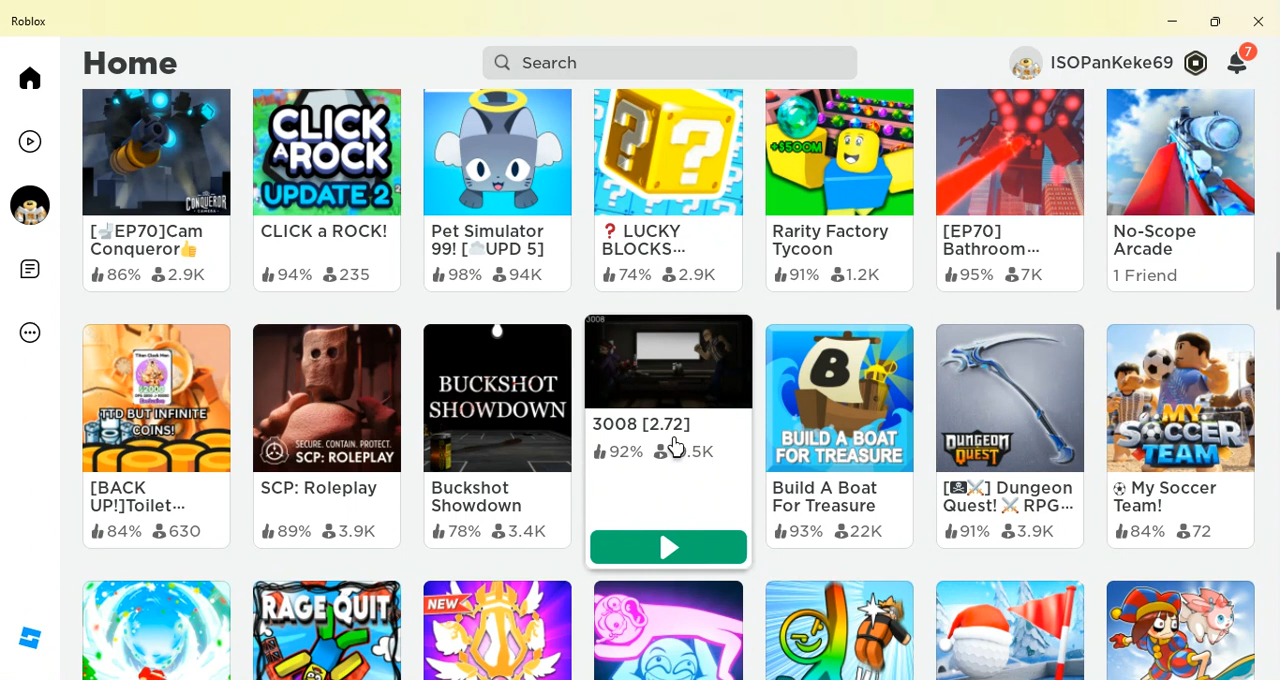 Roblox
Home
Search
ISOPanKeke69
7
CONQUEROR
CLICK
A
ROCK
UPDATE 2
+$500M
[🚽EP70]Cam
Conqueror👍
86% 2.9K
CLICK a ROCK!
94% 235
Pet Simulator
99! [🥚UPD 5]
98% 94K
❓ LUCKY
BLOCKS...
74% 2.9K
Rarity Factory
Tycoon
91% 1.2K
[EP70]
Bathroom...
95% 7K
No-Scope
Arcade
1 Friend
Titan Clock Man
TTD BUT INFINITE
COINS!
SECURE. CONTAIN. PROTECT.
SCP: ROLEPLAY
BUCKSHOT
SHOWDOWN
3008
B
BUILD A BOAT
FOR TREASURE
DUNGEON
QUEST
MY
SOCCER
TEAM
3008 [2.72]
92% .5K
[BACK
UP!]Toilet...
84% 630
SCP: Roleplay
89% 3.9K
Buckshot
Showdown
78% 3.4K
Build A Boat
For Treasure
93% 22K
[🏴‍☠️⚔️] Dungeon
Quest! ⚔️ RPG...
91% 3.9K
⚽ My Soccer
Team!
84% 72
RAGE QUIT
NEW